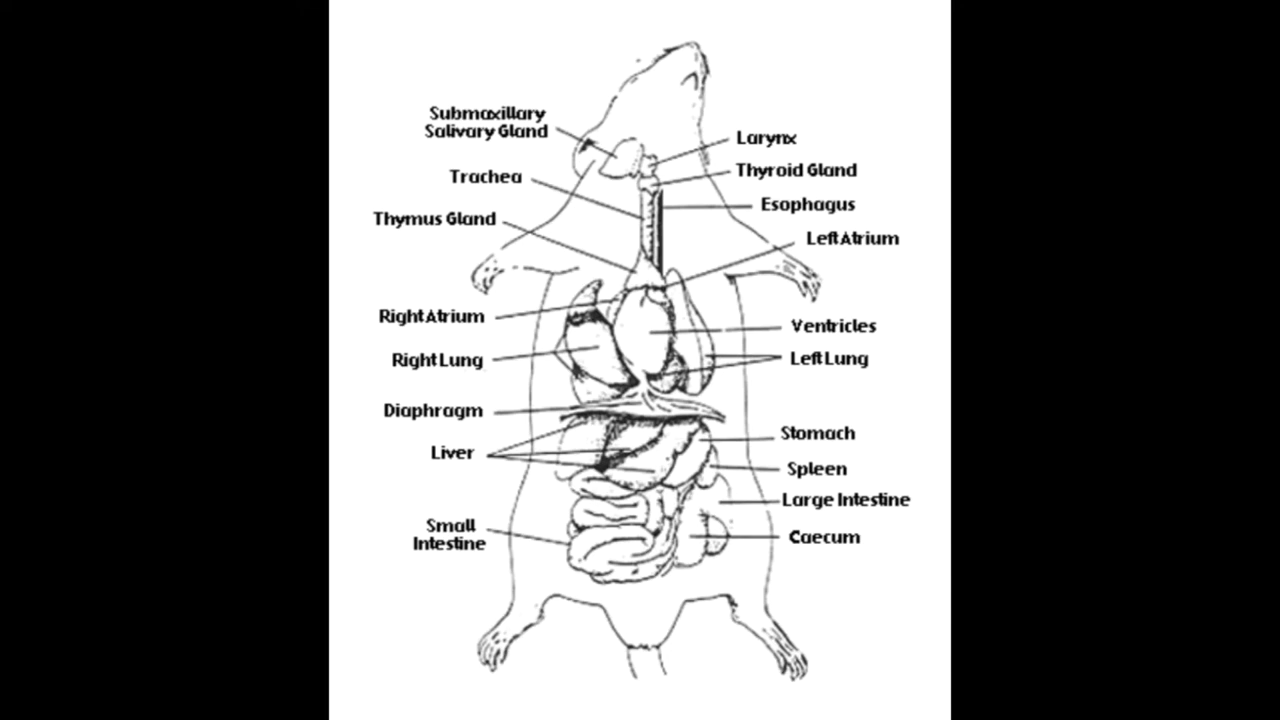 Submaxillary
Salivary Gland
Trachea
Thymus Gland
Right Atrium
Right Lung
Diaphragm
Liver
Small
Intestine
Larynx
Thyroid Gland
Esophagus
Left Atrium
Ventricles
Left Lung
Stomach
Spleen
Large Intestine
Caecum